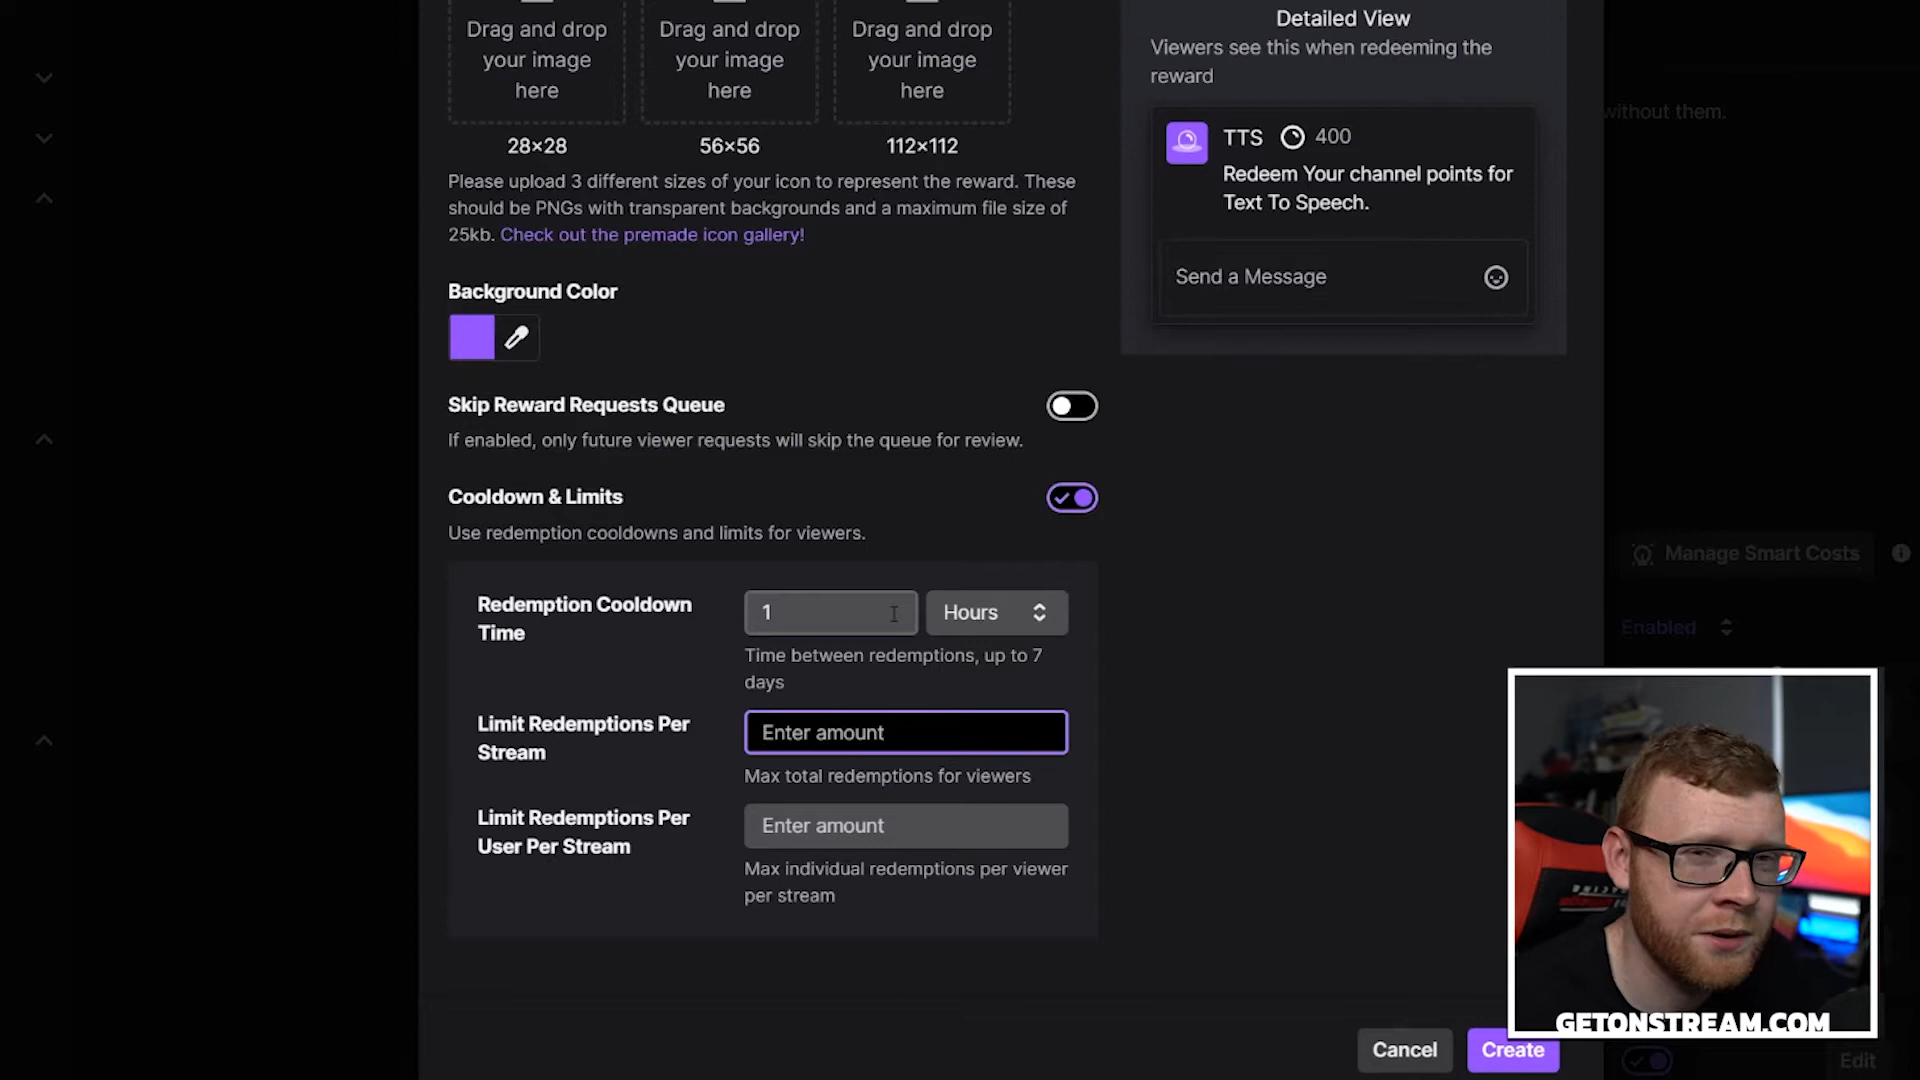 Drag and drop
your image
here
Drag and drop
your image
here
Drag and drop
your image
here
28×28
56×56
112×112
Please upload 3 different sizes of your icon to represent the reward. These
should be PNGs with transparent backgrounds and a maximum file size of
25kb. Check out the premade icon gallery!
Background Color
Skip Reward Requests Queue
If enabled, only future viewer requests will skip the queue for review.
Cooldown & Limits
Use redemption cooldowns and limits for viewers.
Redemption Cooldown
Time
1
Hours
Time between redemptions, up to 7
days
Limit Redemptions Per
Stream
Enter amount
Max total redemptions for viewers
Limit Redemptions Per
User Per Stream
Enter amount
Max individual redemptions per viewer
per stream
Detailed View
Viewers see this when redeeming the
reward
TTS 400
Redeem Your channel points for
Text To Speech.
Send a Message
without them.
Manage Smart Costs
Enabled
GETONSTREAM.COM
Cancel
Create
Edit